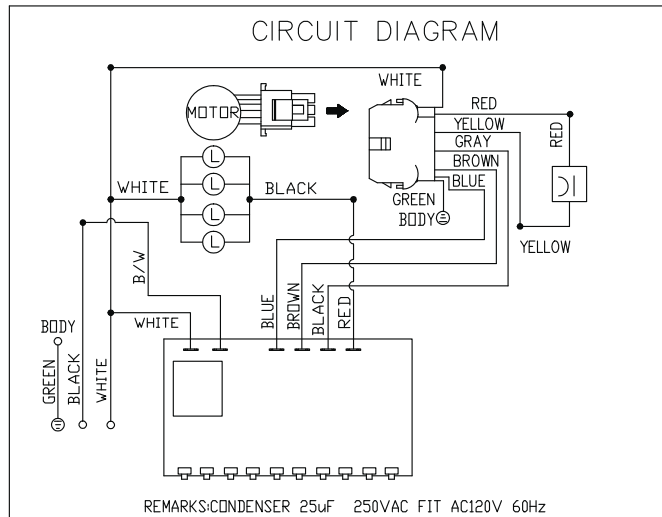 CIRCUIT DIAGRAM
WHITE
MOTOR
RED
YELLOW
GRAY
BROWN
BLUE
RED
GREEN
BODY
YELLOW
WHITE
L
L
L
L
BLACK
B/W
BLUE
BROWN
BLACK
RED
WHITE
BODY
GREEN
BLACK
WHITE
REMARKS:CONDENSER 25uF 250VAC FIT AC120V 60Hz